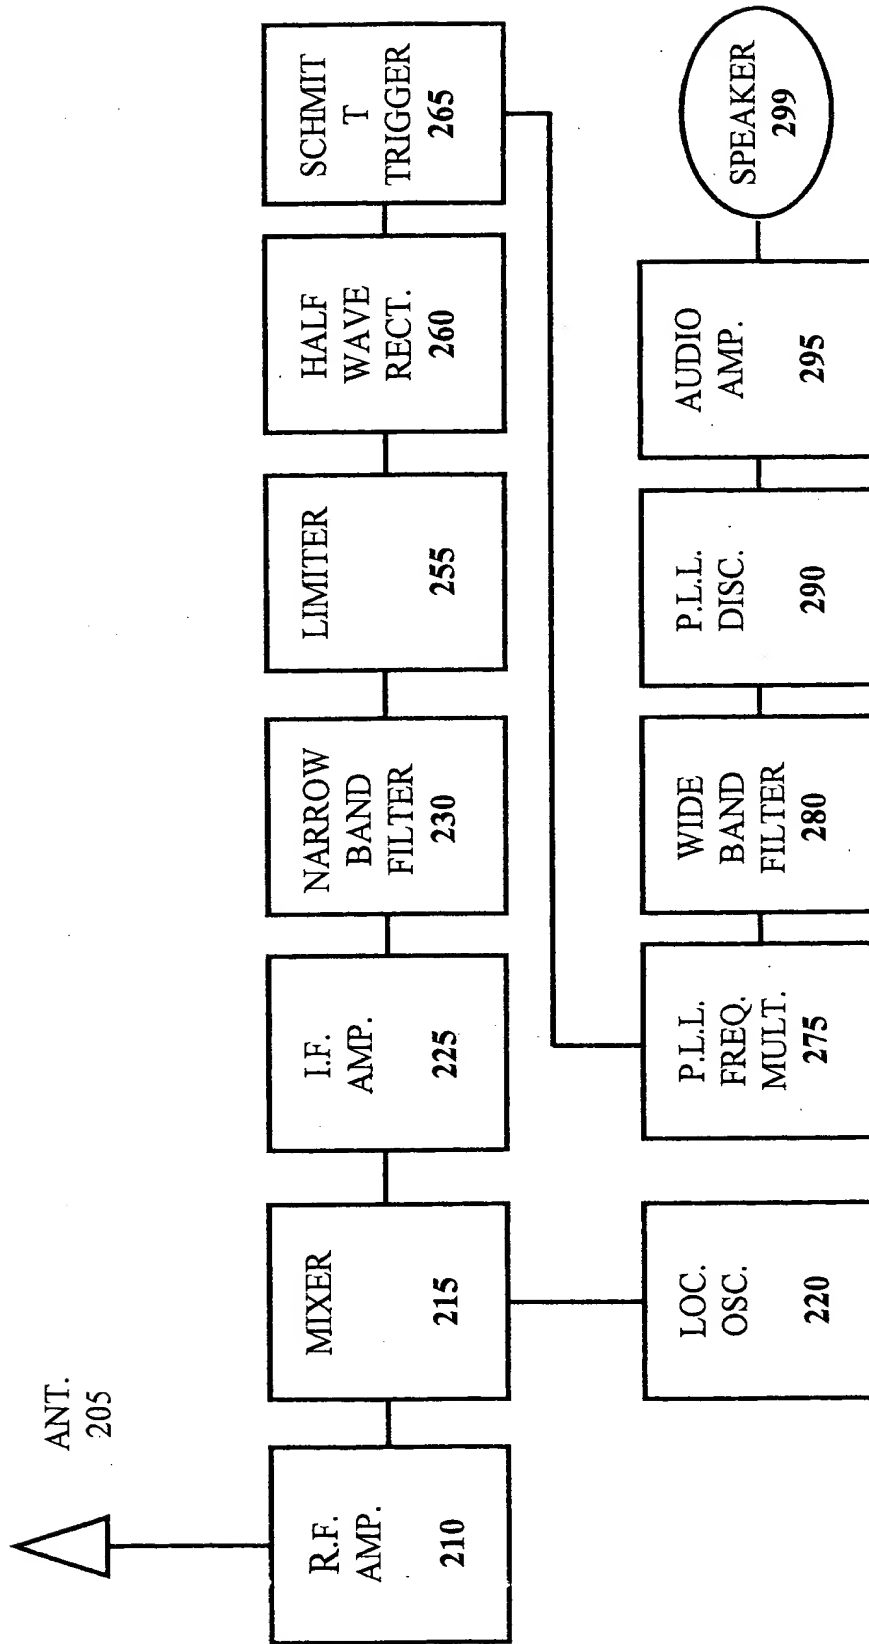 ANT.
205
R.F.
AMP.
210
MIXER
215
I.F.
AMP.
225
NARROW
BAND
FILTER
230
LIMITER
255
HALF
WAVE
RECT.
260
SCHMIT
T
TRIGGER
265
LOC.
OSC.
220
P.L.L.
FREQ.
MULT.
275
WIDE
BAND
FILTER
280
P.L.L.
DISC.
290
AUDIO
AMP.
295
SPEAKER
299